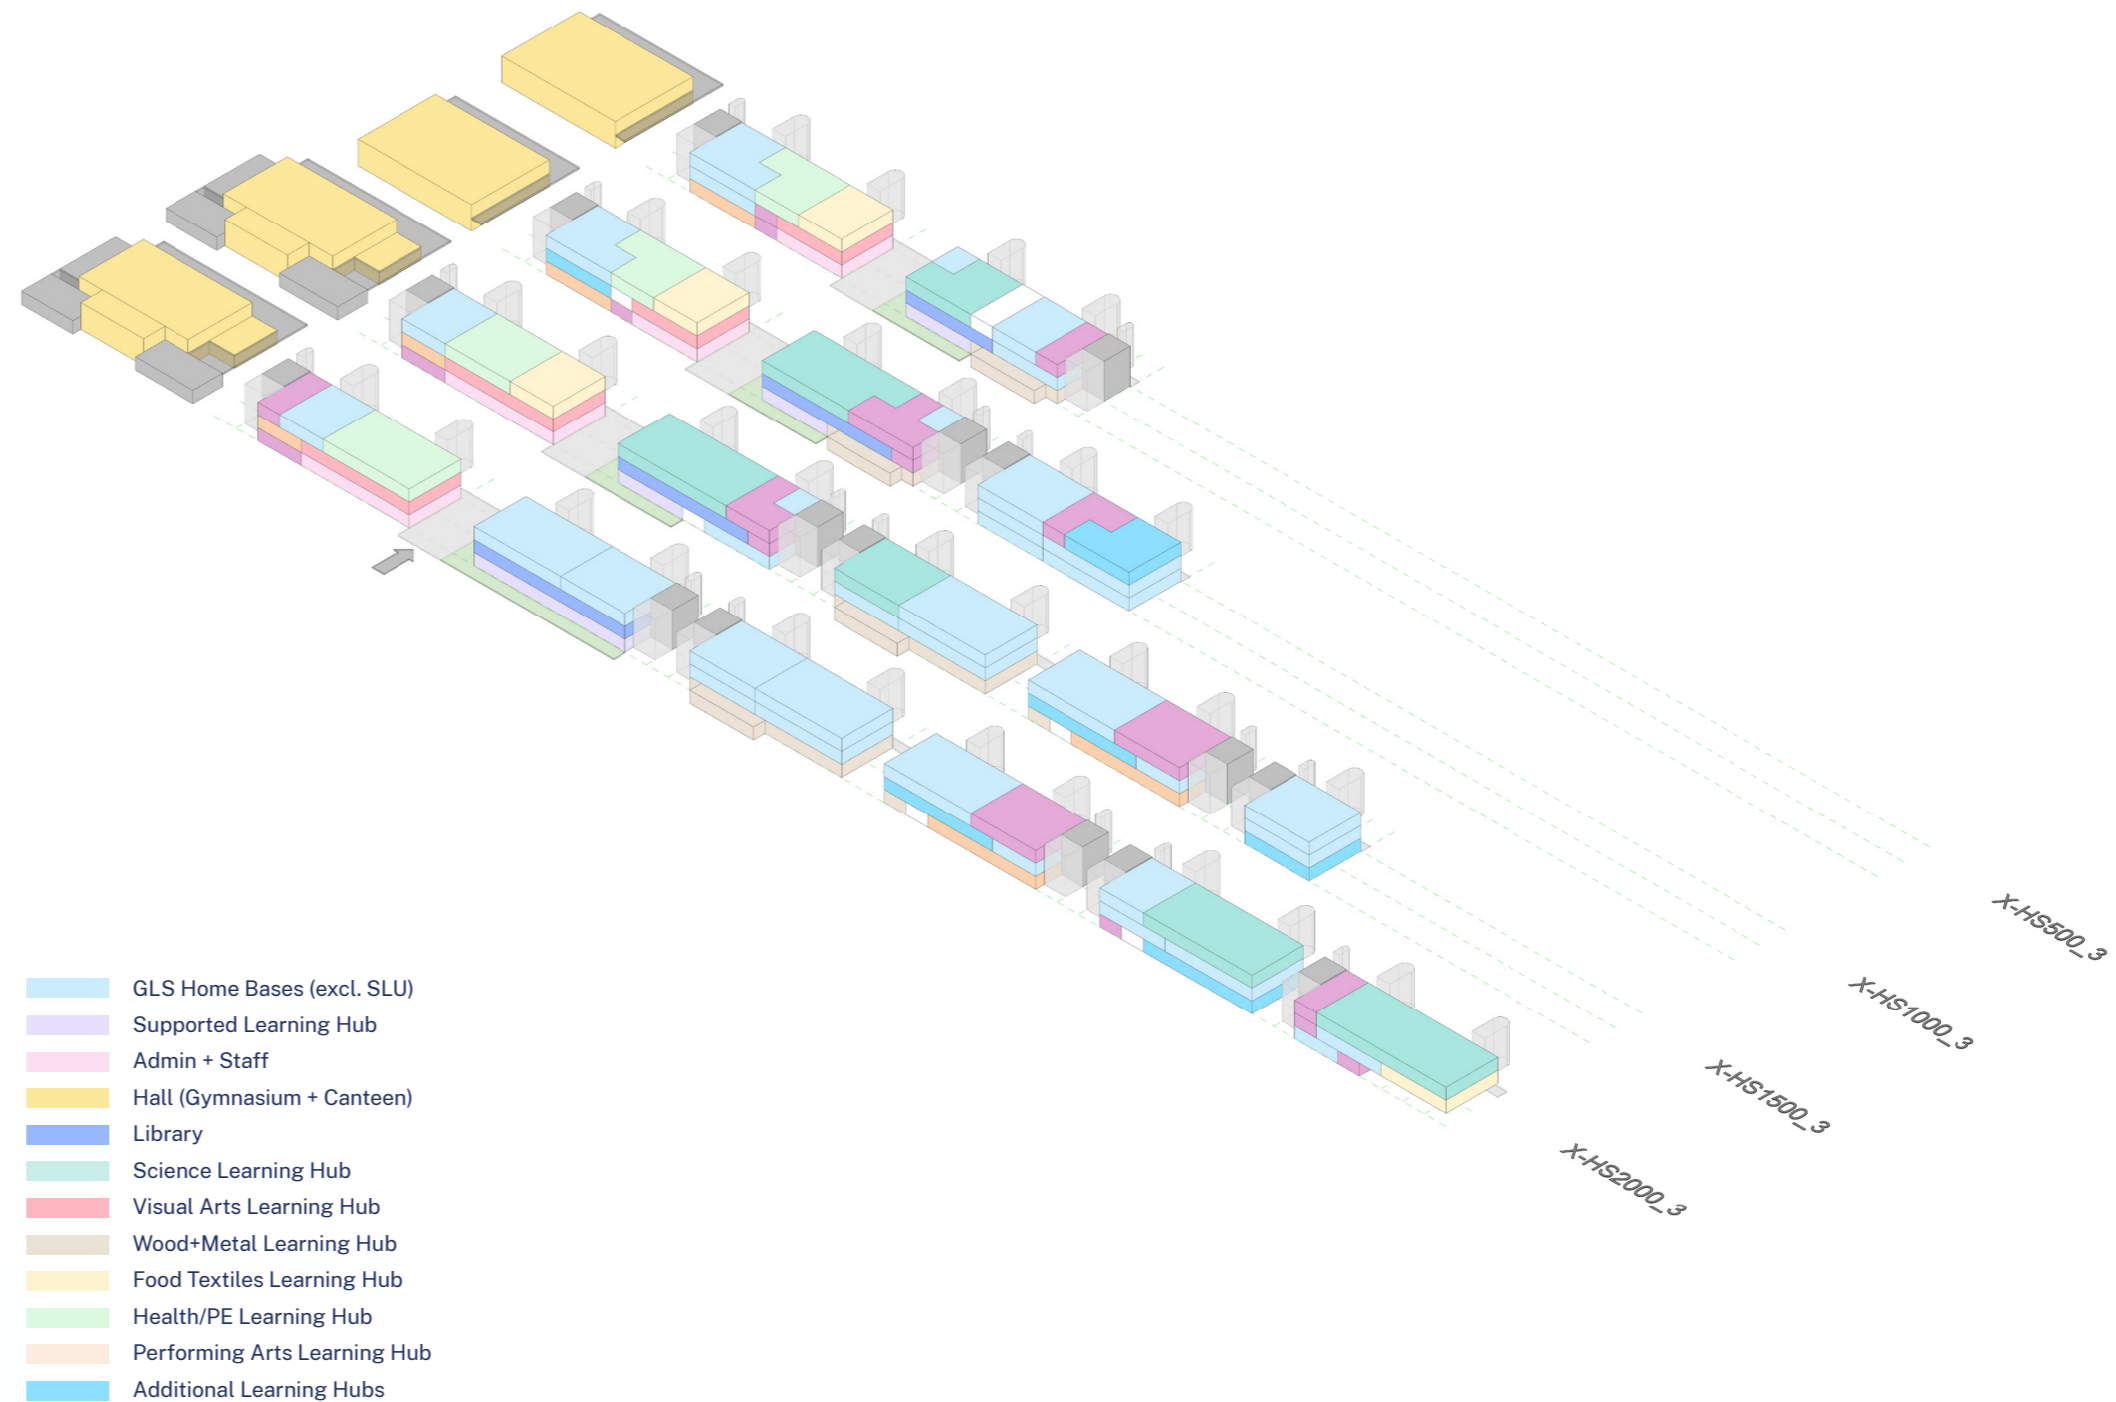 X-HS500_3
X-HS1000_3
X-HS1500_3
X-HS2000_3
GLS Home Bases (excl. SLU)
Supported Learning Hub
Admin + Staff
Hall (Gymnasium + Canteen)
Library
Science Learning Hub
Visual Arts Learning Hub
Wood+Metal Learning Hub
Food Textiles Learning Hub
Health/PE Learning Hub
Performing Arts Learning Hub
Additional Learning Hubs